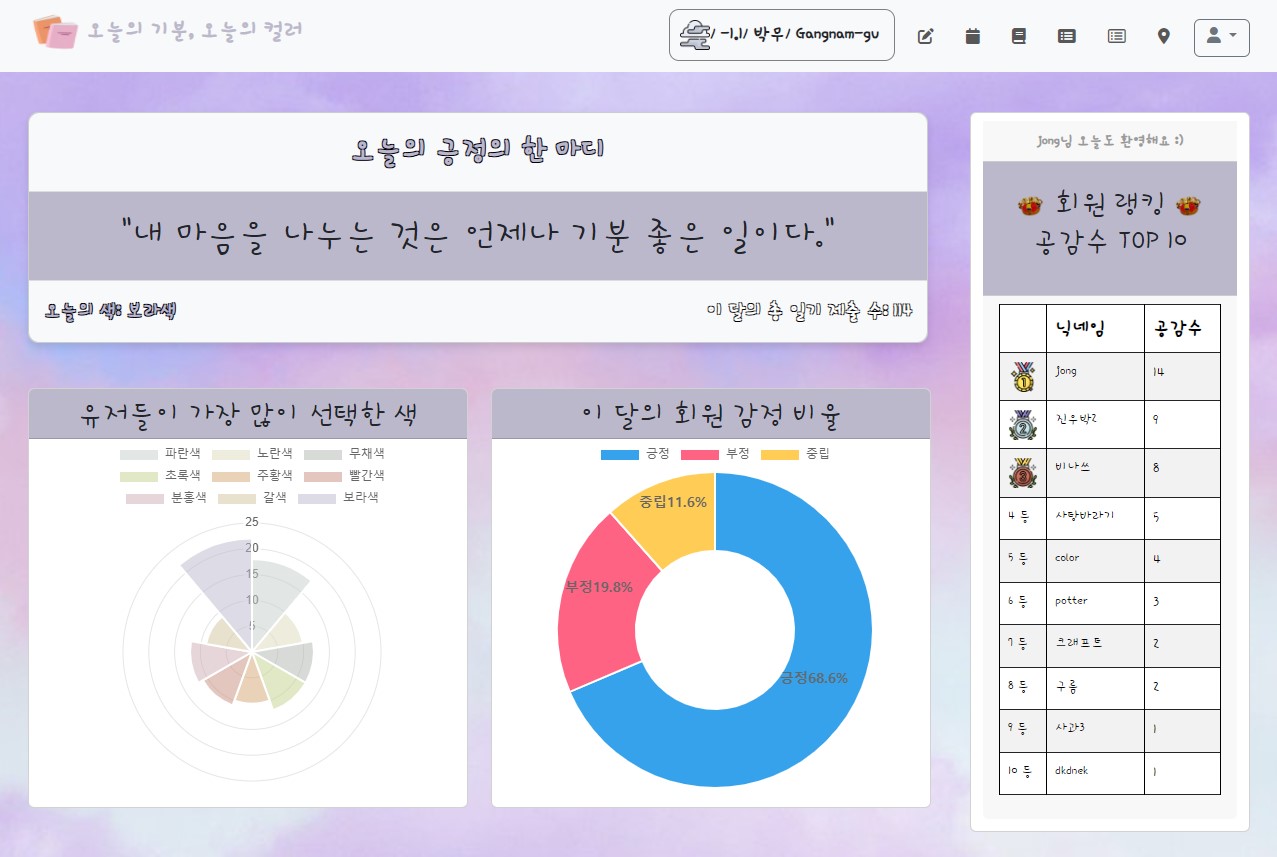 오늘의 기분, 오늘의 컬러
/ -1.1/ 박무/ Gangnam-gu
오늘의 긍정의 한 마디
"내 마음을 나누는 것은 언제나 기분 좋은 일이다."
오늘의 색: 보라색
이 달의 총 일기 제출 수: 114
유저들이 가장 많이 선택한 색
파란색 노란색 무채색
초록색 주황색 빨간색
분홍색 갈색 보라색
25
20
15
10
5
이 달의 회원 감정 비율
긍정 부정 중립
중립11.6%
부정19.8%
긍정68.6%
Jong님 오늘도 환영해요 :)
회원 랭킹
공감수 TOP 10
닉네임 공감수
1 Jong 14
2 진우박2 9
3 비나쓰 8
4 등 사탕바라기 5
5 등 color 4
6 등 potter 3
7 등 크래프트 2
8 등 구름 2
9 등 사과3 1
10 등 dkdnek 1